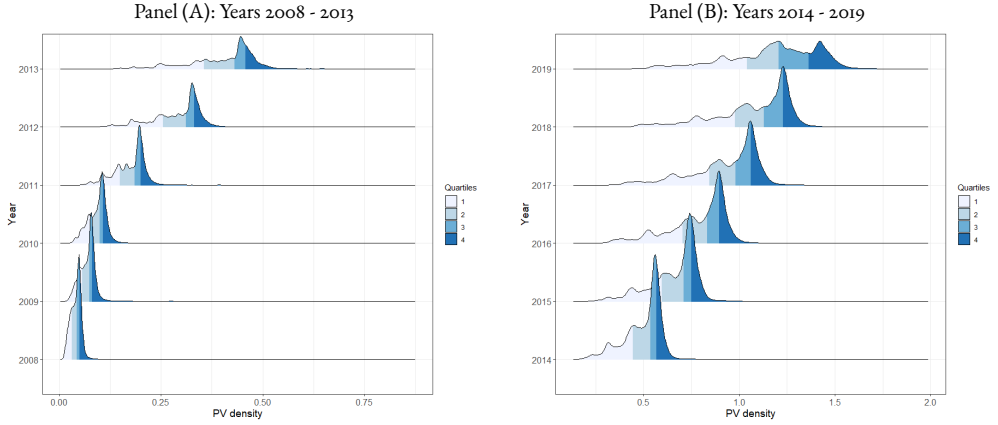 Panel (A): Years 2008 - 2013
Year
2013
2012
2011
2010
2009
2008
0.00 0.25 0.50 0.75
PV density
Quartiles
1
2
3
4
Panel (B): Years 2014 - 2019
Year
2019
2018
2017
2016
2015
2014
0.5 1.0 1.5 2.0
PV density
Quartiles
1
2
3
4